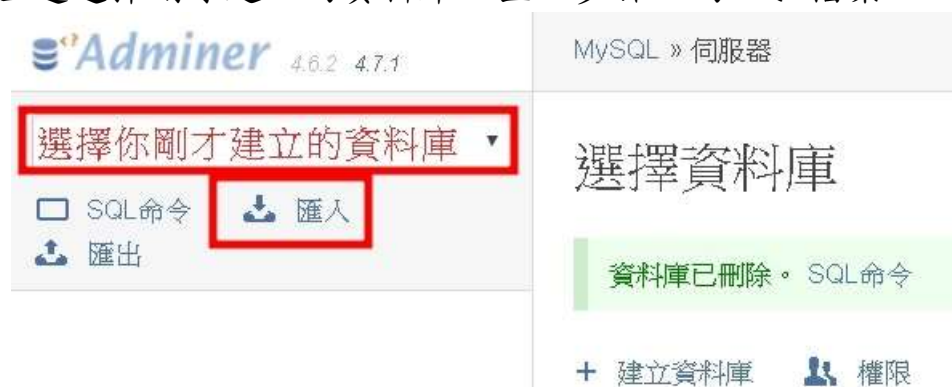 Adminer 4.6.2 4.7.1
選擇你剛才建立的資料庫
SQL命令 匯入
匯出
MySQL » 伺服器
選擇資料庫
資料庫已刪除。 SQL命令
+ 建立資料庫 權限